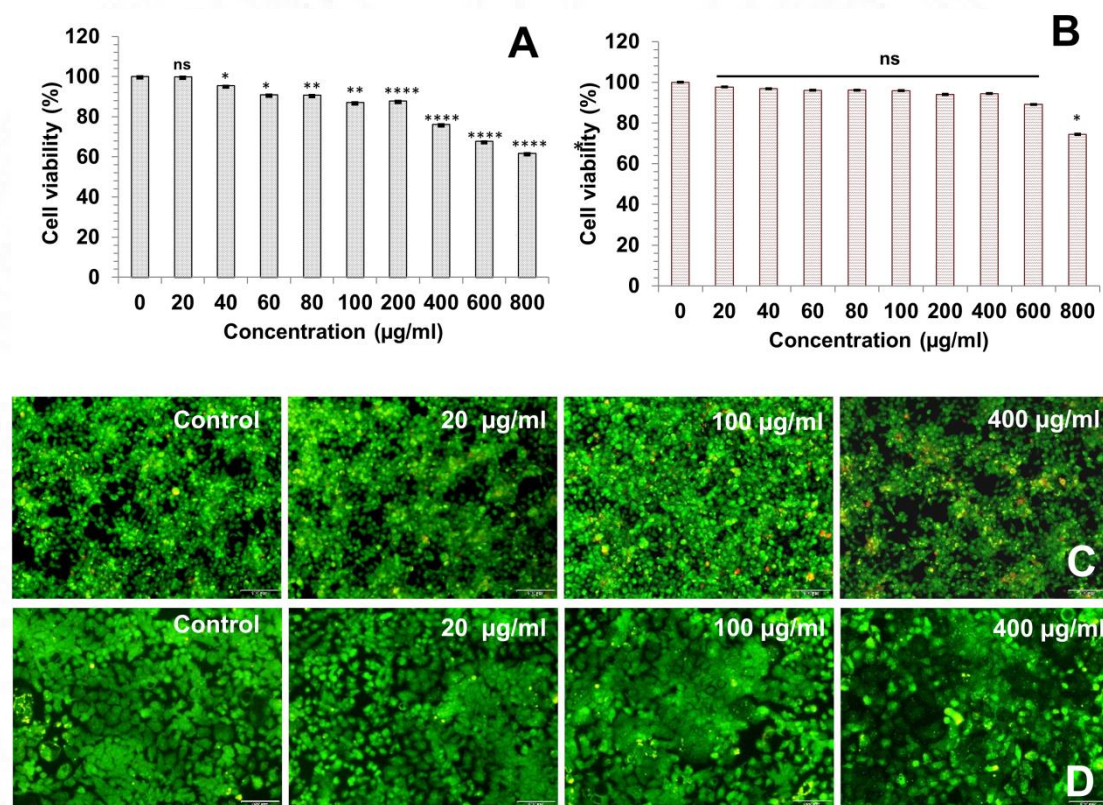 A
Cell viability (%)
120
100
80
60
40
20
0
ns
*
*
**
**
****
****
****
****
0 20 40 60 80 100 200 400 600 800
Concentration (µg/ml)
B
Cell viability (%)
*
120
100
80
60
40
20
0
ns
*
0 20 40 60 80 100 200 400 600 800
Concentration (µg/ml)
Control
20 µg/ml
100 µg/ml
400 µg/ml
C
Control
20 µg/ml
100 µg/ml
400 µg/ml
D